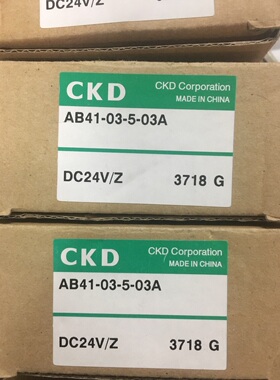 DC24V/Z
CKD CKD Corporation
MADE IN CHINA
AB41-03-5-03A
DC24V/Z 3718 G
CKD CKD Corporation
MADE IN CHINA
AB41-03-5-03A
DC24V/Z 3718 G